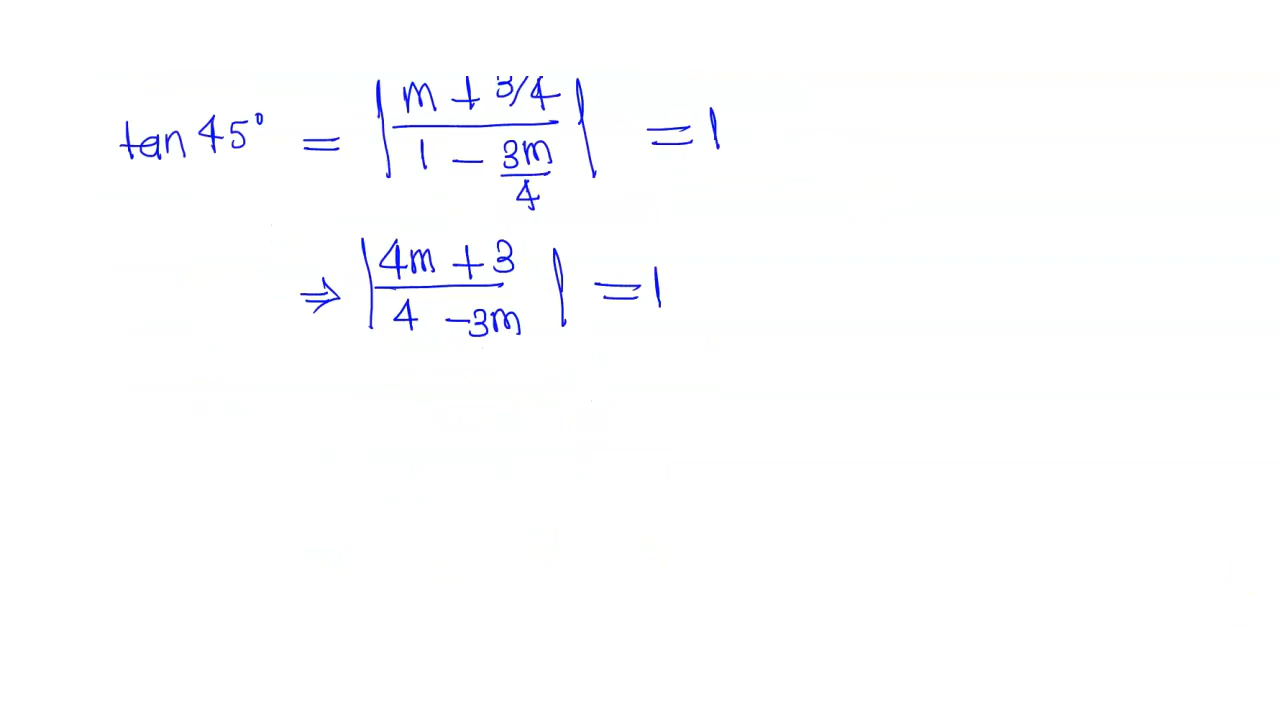 tan 45° = | (m + 3/4) / (1 - 3m/4) | = 1
⇒ | (4m + 3) / (4 - 3m) | = 1